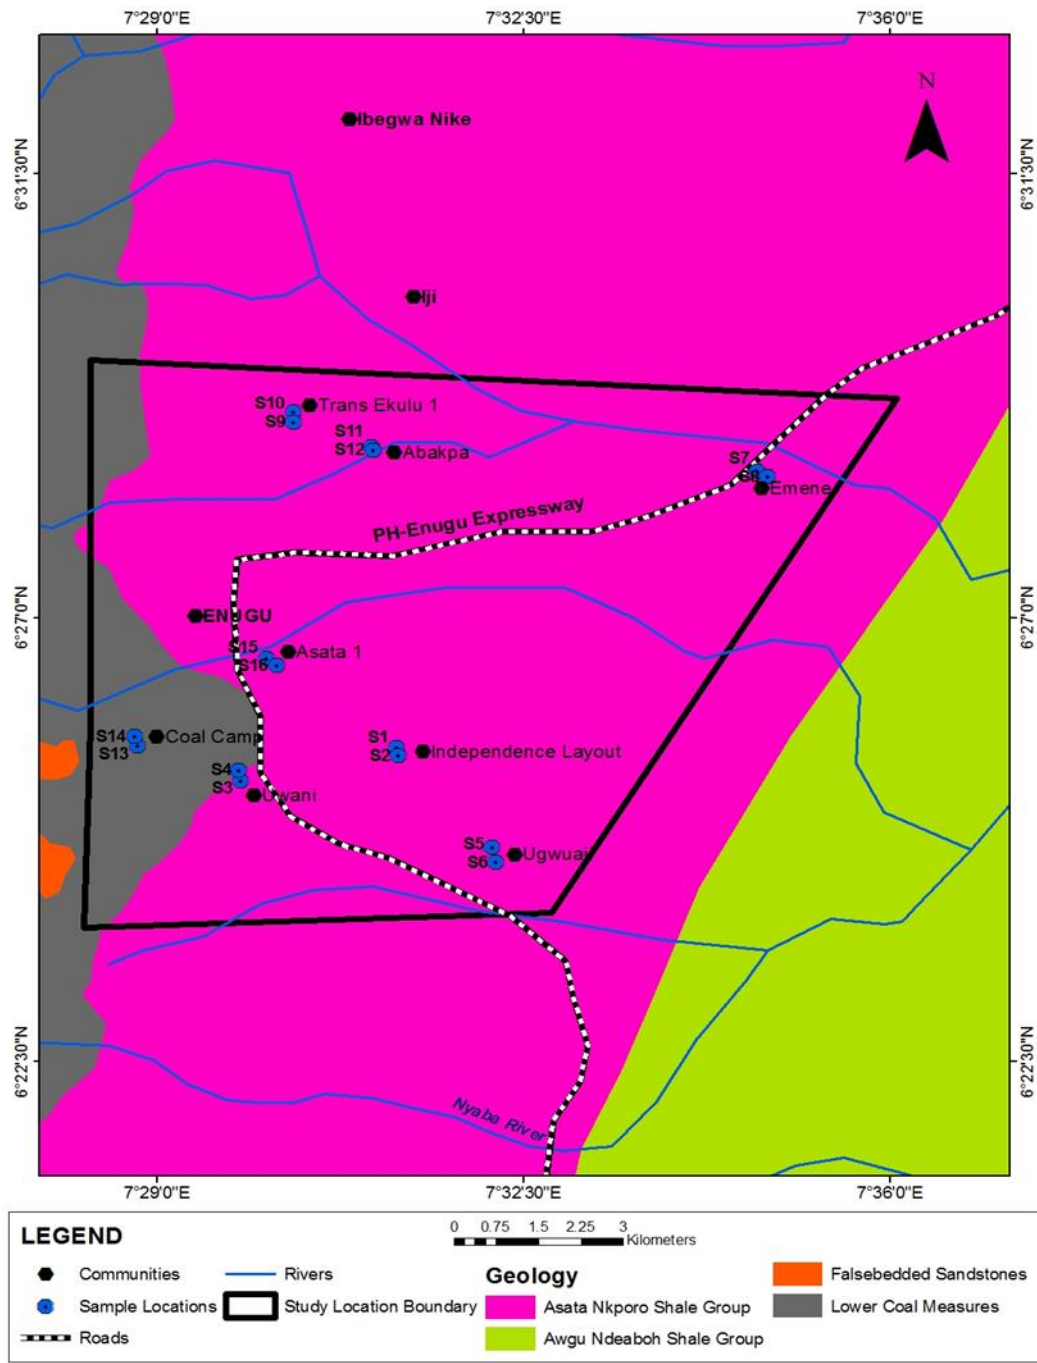 7°29'0"E 7°32'30"E 7°36'0"E
N
Ibegwa Nike
6°31'30"N 6°31'30"N
Iji
S10 Trans Ekulu 1
S9
S11
S12 Abakpa
S7
S8 Emene
PH-Enugu Expressway
6°27'0"N 6°27'0"N
ENUGU
S15 Asata 1
S16
S14 Coal Camp
S13
S1 Independence Layout
S2
S4
S3 Uwani
S5 Ugwuaji
S6
6°22'30"N 6°22'30"N
Nyaba River
7°29'0"E 7°32'30"E 7°36'0"E
LEGEND
0 0.75 1.5 2.25 3
Kilometers
Communities
Sample Locations
Roads
Rivers
Study Location Boundary
Geology
Asata Nkporo Shale Group
Awgu Ndeaboh Shale Group
Falsebedded Sandstones
Lower Coal Measures